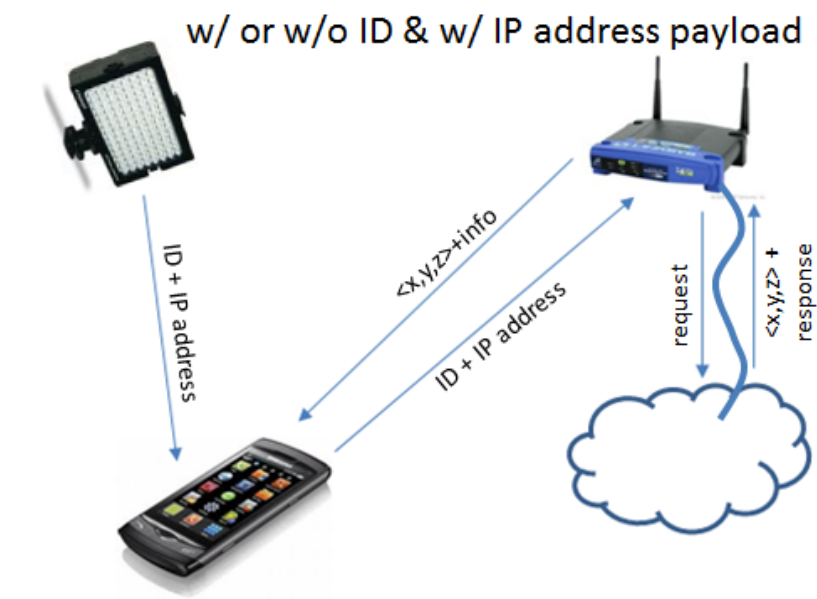 w/ or w/o ID & w/ IP address payload
ID + IP address
<x,y,z>+info
ID + IP address
request
<x,y,z> +
response